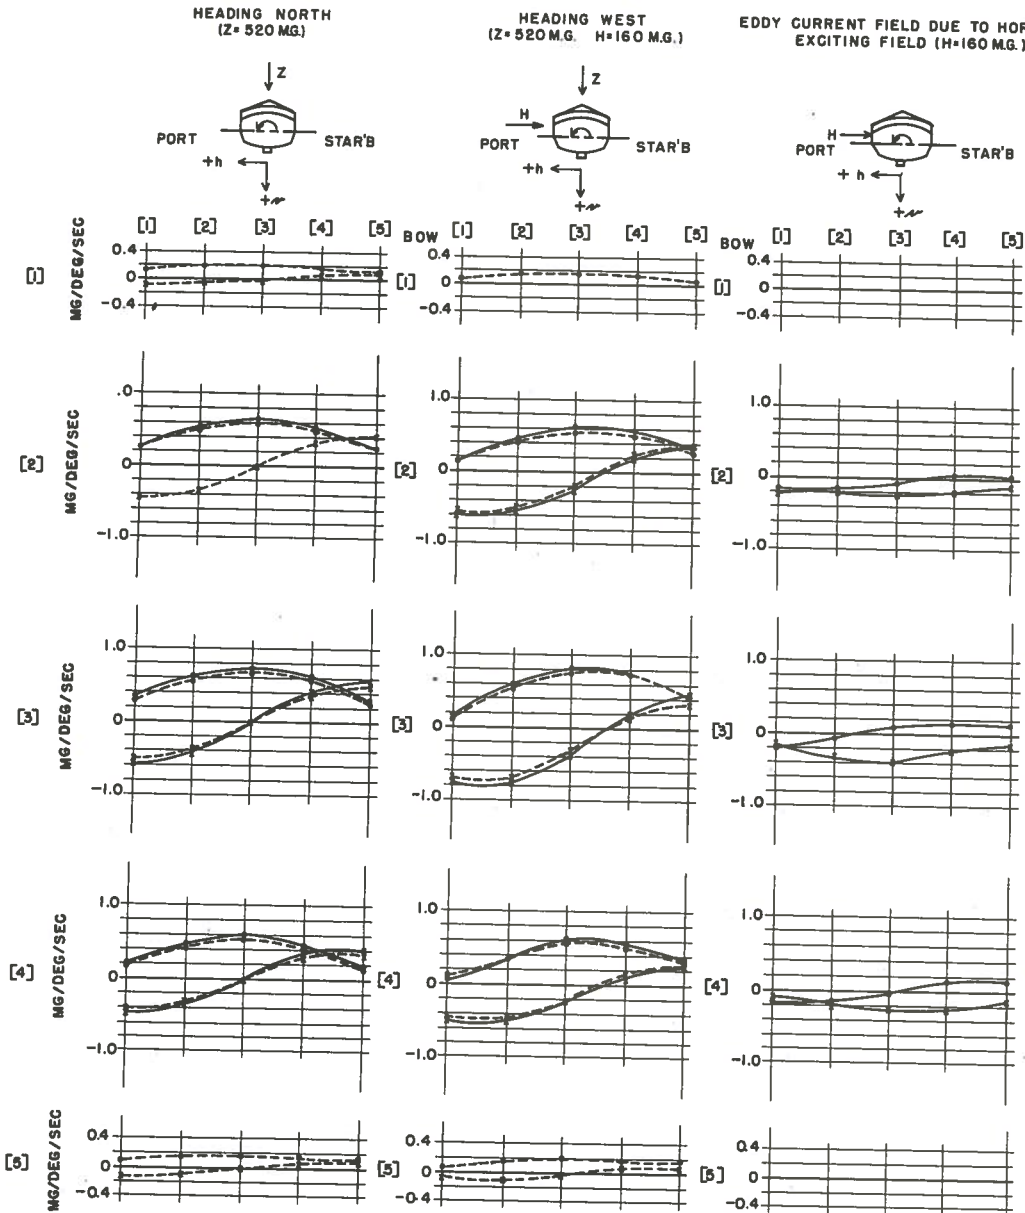 HEADING NORTH
(Z= 520 M.G.)
HEADING WEST
(Z= 520 M.G. H=160 M.G.)
EDDY CURRENT FIELD DUE TO HOR
EXCITING FIELD (H=160 M.G.)
Z
Z
H
H
PORT
STAR'B
PORT
STAR'B
PORT
STAR'B
+h
+h
+h
[1] [2] [3] [4] [5]
BOW [1] [2] [3] [4] [5]
BOW [1] [2] [3] [4] [5]
[1]
MG/DEG/SEC
0.4
0
-0.4
[1]
0.4
0
-0.4
[1]
0.4
0
-0.4
[2]
MG/DEG/SEC
.0
0
-1.0
[2]
1.0
0
-1.0
[2]
1.0
0
-1.0
[3]
MG/DEG/SEC
1.0
0
-1.0
[3]
1.0
0
-1.0
[3]
1.0
0
-1.0
[4]
MG/DEG/SEC
1.0
0
-1.0
[4]
1.0
0
-1.0
[4]
1.0
0
-1.0
[5]
MG/DEG/SEC
0.4
0
-0.4
[5]
0.4
0
-0.4
[5]
0.4
0
-0.4